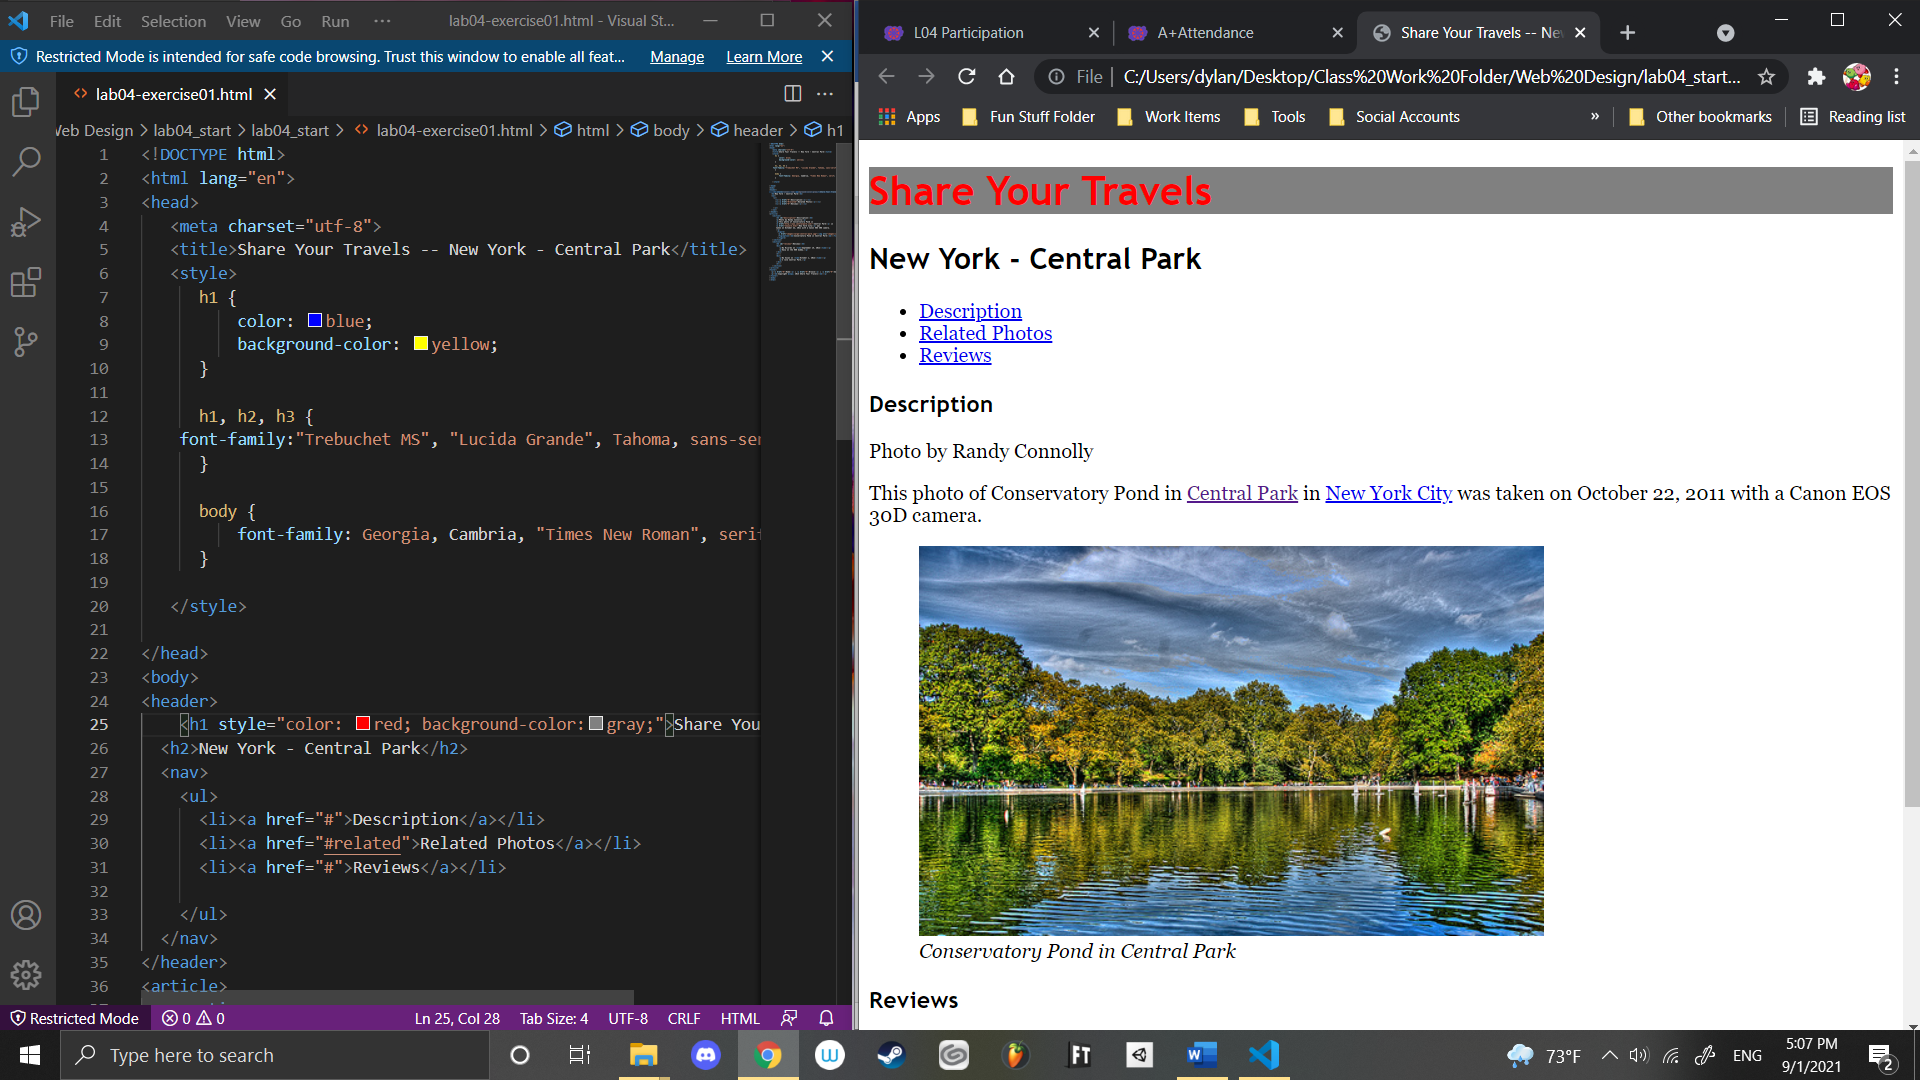 File Edit Selection View Go Run ··· lab04-exercise01.html - Visual St...
Restricted Mode is intended for safe code browsing. Trust this window to enable all feat... Manage Learn More
lab04-exercise01.html
Web Design > lab04_start > lab04_start > lab04-exercise01.html > html > body > header > h1
1 <!DOCTYPE html>
2 <html lang="en">
3 <head>
4 <meta charset="utf-8">
5 <title>Share Your Travels -- New York - Central Park</title>
6 <style>
7 h1 {
8 color: blue;
9 background-color: yellow;
10 }
11
12 h1, h2, h3 {
13 font-family:"Trebuchet MS", "Lucida Grande", Tahoma, sans-ser
14 }
15
16 body {
17 font-family: Georgia, Cambria, "Times New Roman", serif
18 }
19
20 </style>
21
22 </head>
23 <body>
24 <header>
25 <h1 style="color: red; background-color:gray;">Share You
26 <h2>New York - Central Park</h2>
27 <nav>
28 <ul>
29 <li><a href="#">Description</a></li>
30 <li><a href="#related">Related Photos</a></li>
31 <li><a href="#">Reviews</a></li>
32
33 </ul>
34 </nav>
35 </header>
36 <article>
Restricted Mode 0 0 Ln 25, Col 28 Tab Size: 4 UTF-8 CRLF HTML
L04 Participation A+Attendance Share Your Travels -- Nev
File C:/Users/dylan/Desktop/Class%20Work%20Folder/Web%20Design/lab04_start...
Apps Fun Stuff Folder Work Items Tools Social Accounts » Other bookmarks Reading list
Share Your Travels
New York - Central Park
Description
Related Photos
Reviews
Description
Photo by Randy Connolly
This photo of Conservatory Pond in Central Park in New York City was taken on October 22, 2011 with a Canon EOS
30D camera.
Conservatory Pond in Central Park
Reviews
Type here to search W FT W 73°F ENG 5:07 PM
9/1/2021 2